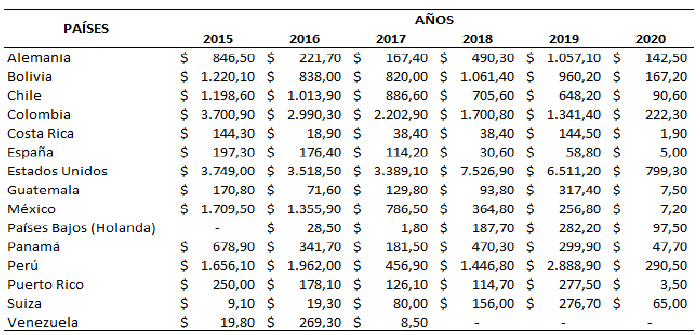 PAÍSES AÑOS
2015 2016 2017 2018 2019 2020
Alemania $ 846,50 $ 221,70 $ 167,40 $ 490,30 $ 1.057,10 $ 142,50
Bolivia $ 1.220,10 $ 838,00 $ 820,00 $ 1.061,40 $ 960,20 $ 167,20
Chile $ 1.198,60 $ 1.013,90 $ 886,60 $ 705,60 $ 648,20 $ 90,60
Colombia $ 3.700,90 $ 2.990,30 $ 2.202,90 $ 1.700,80 $ 1.341,40 $ 222,30
Costa Rica $ 144,30 $ 18,90 $ 38,40 $ 38,40 $ 144,50 $ 1,90
España $ 197,30 $ 176,40 $ 114,20 $ 30,60 $ 58,80 $ 5,00
Estados Unidos $ 3.749,00 $ 3.518,50 $ 3.389,10 $ 7.526,90 $ 6.511,20 $ 799,30
Guatemala $ 170,80 $ 71,60 $ 129,80 $ 93,80 $ 317,40 $ 7,50
México $ 1.709,50 $ 1.355,90 $ 786,50 $ 364,80 $ 256,80 $ 7,20
Países Bajos (Holanda) - $ 28,50 $ 1,80 $ 187,70 $ 282,20 $ 97,50
Panamá $ 678,90 $ 341,70 $ 181,50 $ 470,30 $ 299,90 $ 47,70
Perú $ 1.656,10 $ 1.962,00 $ 456,90 $ 1.446,80 $ 2.888,90 $ 290,50
Puerto Rico $ 250,00 $ 178,10 $ 126,10 $ 114,70 $ 277,50 $ 3,50
Suiza $ 9,10 $ 19,30 $ 80,00 $ 156,00 $ 276,70 $ 65,00
Venezuela $ 19,80 $ 269,30 $ 8,50 - - -